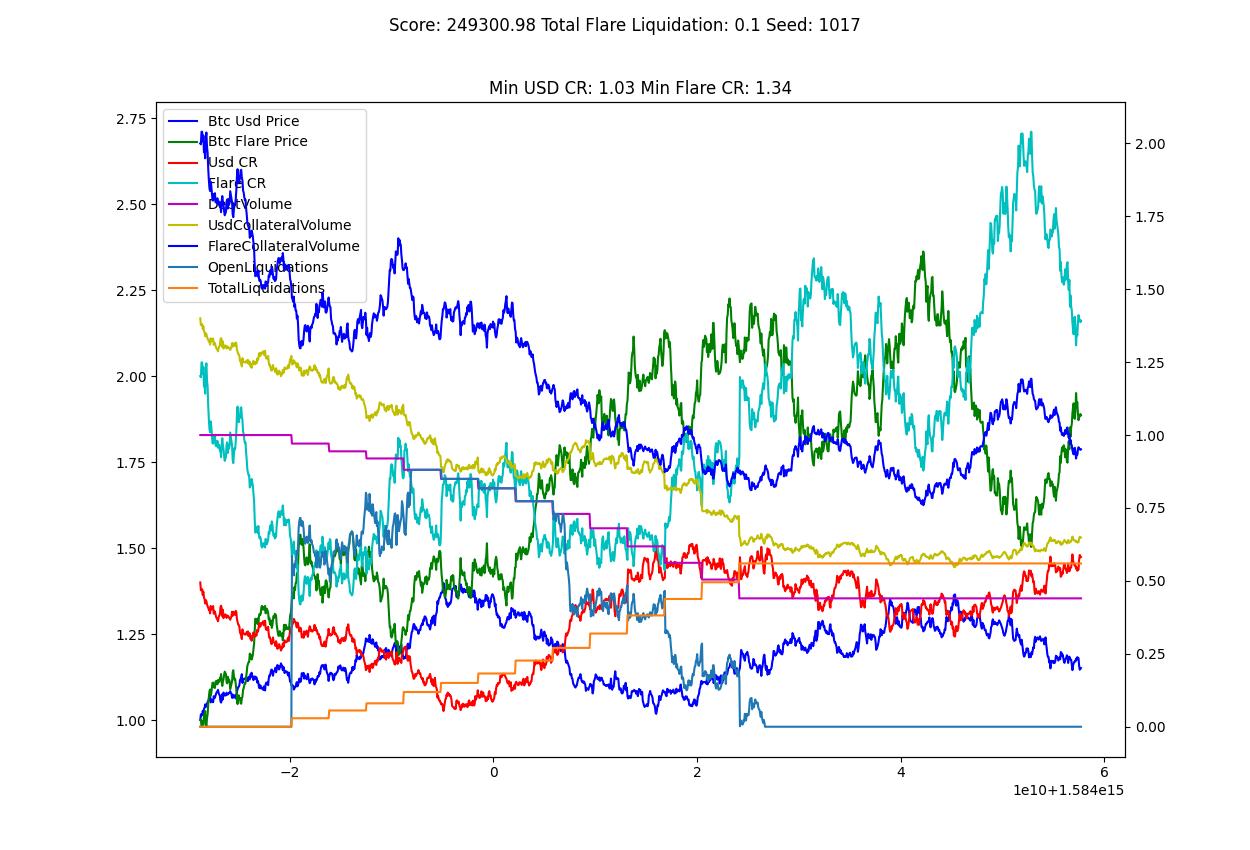 Score: 249300.98 Total Flare Liquidation: 0.1 Seed: 1017
Min USD CR: 1.03 Min Flare CR: 1.34
Btc Usd Price
Btc Flare Price
Usd CR
Flare CR
DebtVolume
UsdCollateralVolume
FlareCollateralVolume
OpenLiquidations
TotalLiquidations
2.75
2.50
2.25
2.00
1.75
1.50
1.25
1.00
2.00
1.75
1.50
1.25
1.00
0.75
0.50
0.25
0.00
−2
0
2
4
6
1e10+1.584e15